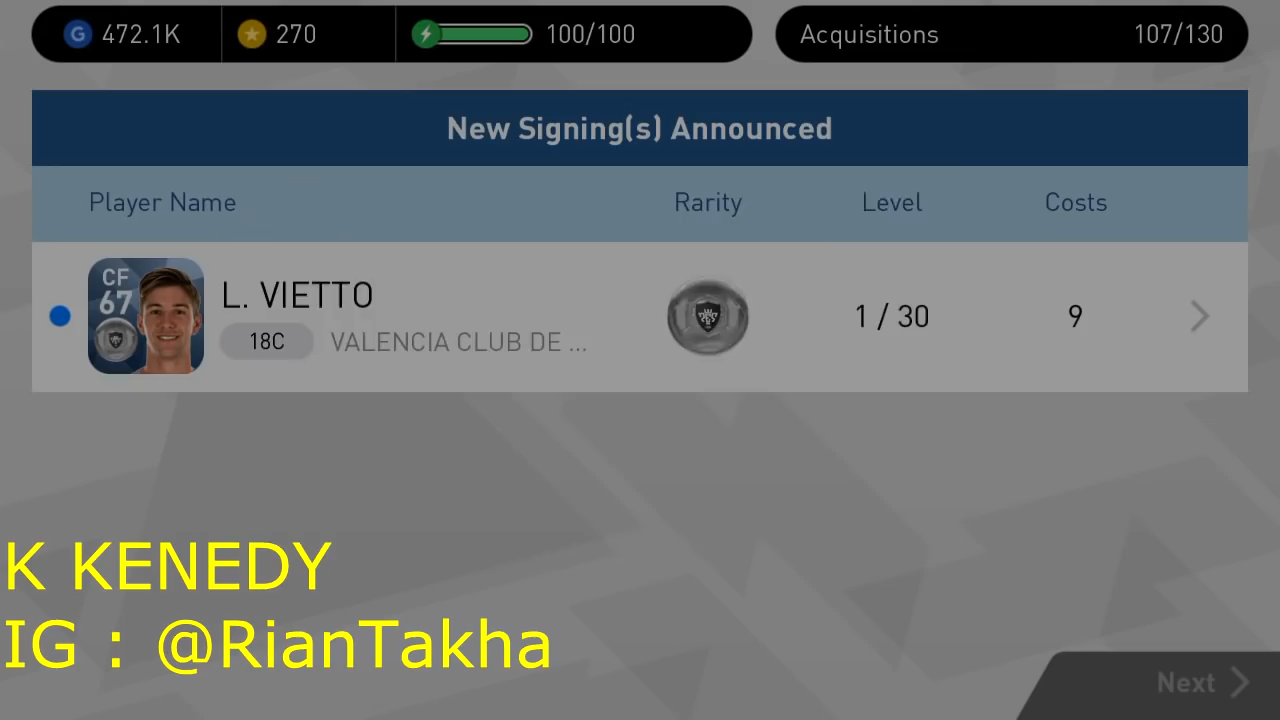 G 472.1K 270 100/100 Acquisitions 107/130
New Signing(s) Announced
Player Name Rarity Level Costs
CF
67
L. VIETTO
18C VALENCIA CLUB DE ...
1 / 30 9
K KENEDY
IG : @RianTakha
Next